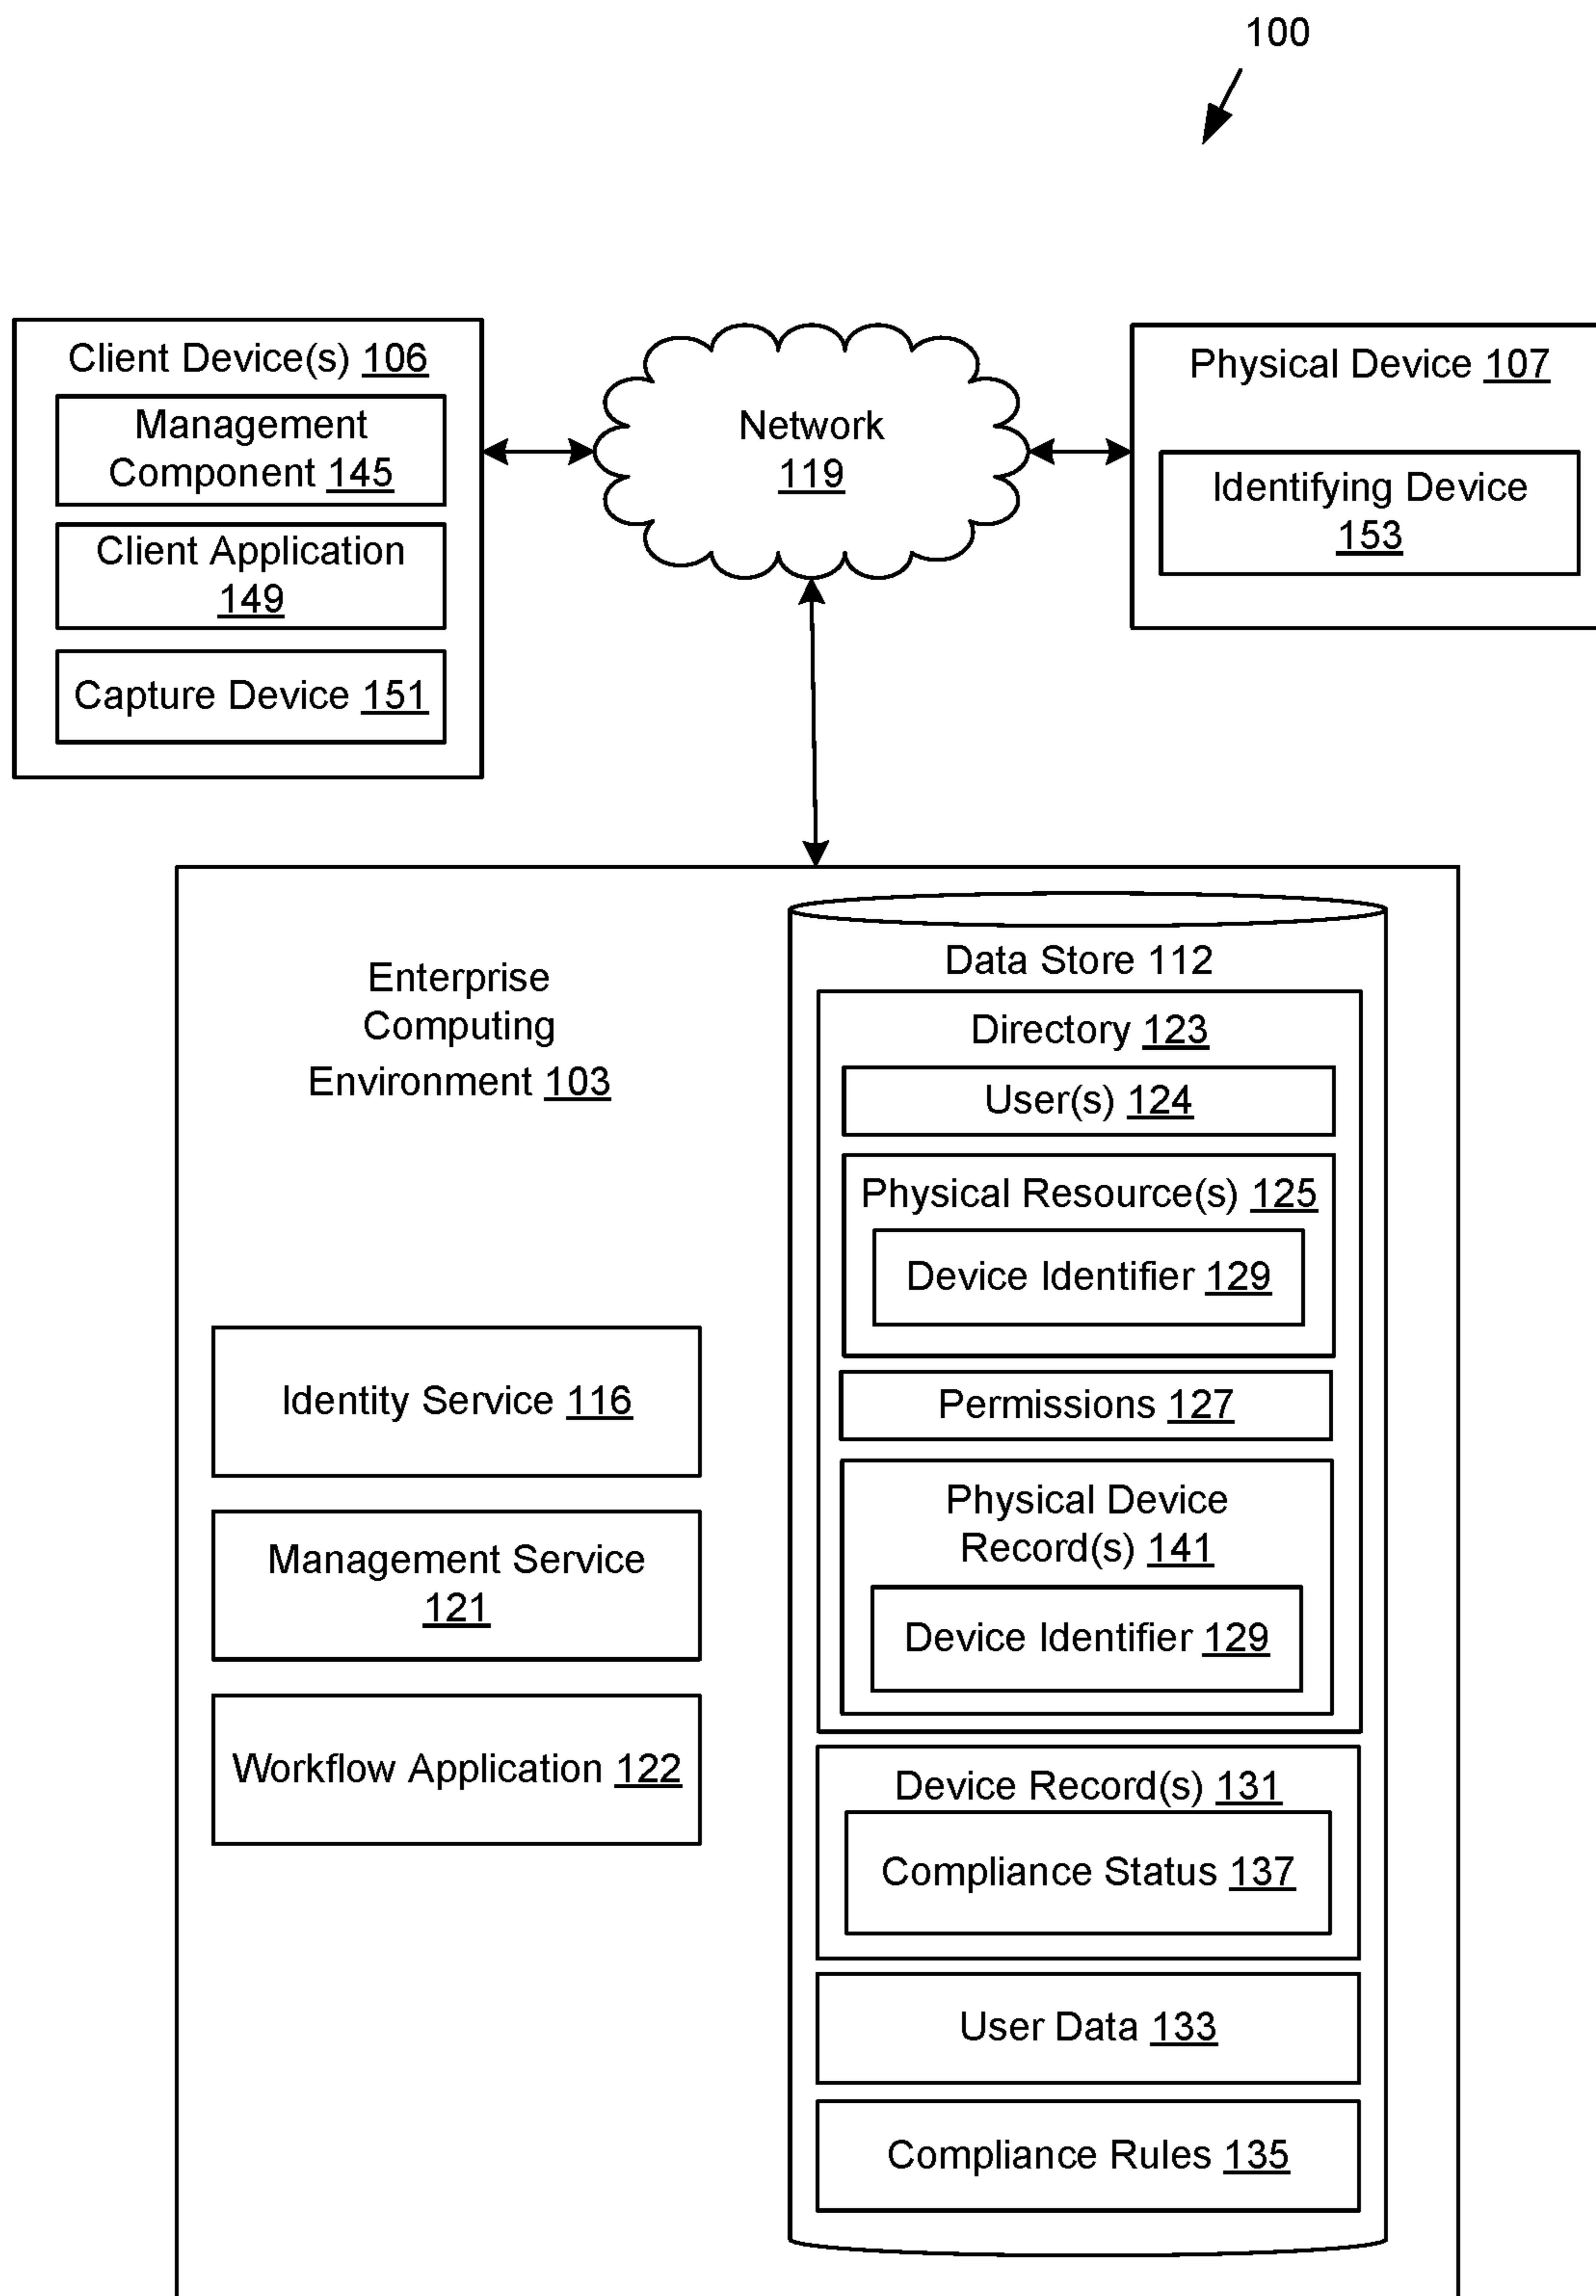 100
Client Device(s) 106
Management
Component 145
Client Application
149
Capture Device 151
Network
119
Physical Device 107
Identifying Device
153
Enterprise
Computing
Environment 103
Identity Service 116
Management Service
121
Workflow Application 122
Data Store 112
Directory 123
User(s) 124
Physical Resource(s) 125
Device Identifier 129
Permissions 127
Physical Device
Record(s) 141
Device Identifier 129
Device Record(s) 131
Compliance Status 137
User Data 133
Compliance Rules 135